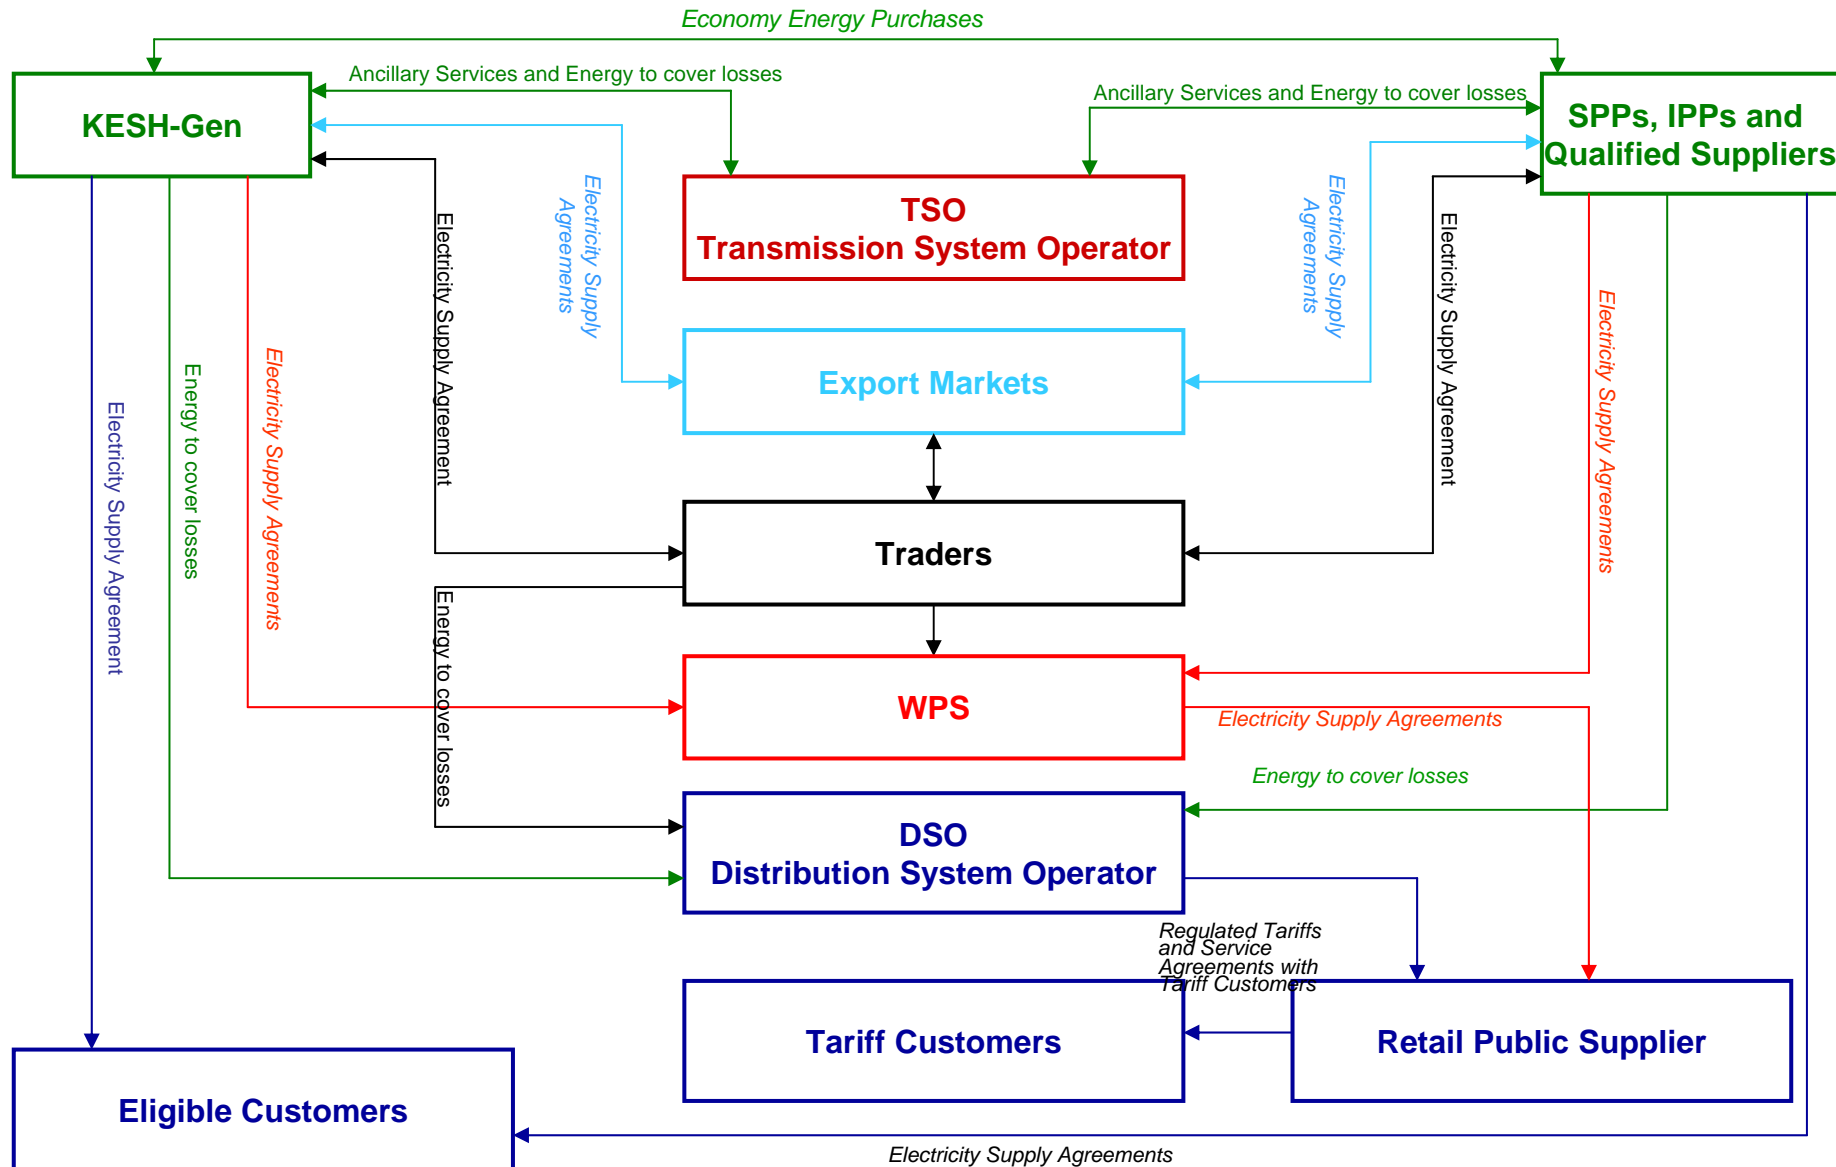 Economy Energy Purchases
Ancillary Services and Energy to cover losses
Ancillary Services and Energy to cover losses
KESH-Gen
SPPs, IPPs and
Qualified Suppliers
TSO
Transmission System Operator
Electricity Supply
Agreements
Electricity Supply
Agreements
Electricity Supply Agreement
Electricity Supply Agreement
Export Markets
Electricity Supply Agreement
Energy to cover losses
Electricity Supply Agreements
Electricity Supply Agreements
Traders
Energy to cover losses
WPS
Electricity Supply Agreements
Energy to cover losses
DSO
Distribution System Operator
Regulated Tariffs
and Service
Agreements with
Tariff Customers
Tariff Customers
Retail Public Supplier
Eligible Customers
Electricity Supply Agreements